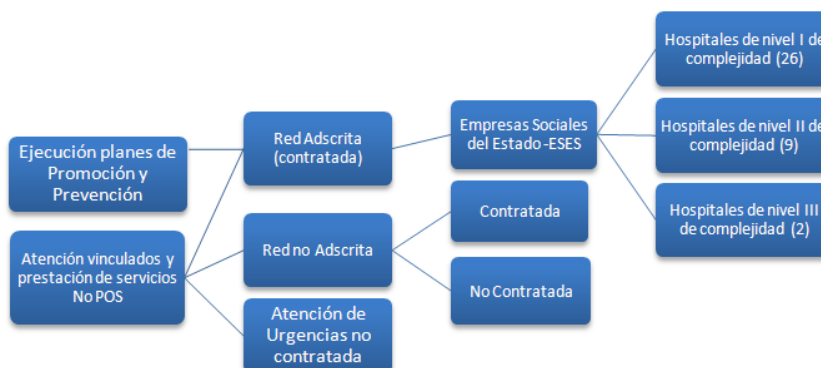 Ejecución planes de
Promoción y
Prevención
Atención vinculados y
prestación de servicios
No POS
Red Adscrita
(contratada)
Red no Adscrita
Atención de
Urgencias no
contratada
Empresas Sociales
del Estado -ESES
Contratada
No Contratada
Hospitales de nivel I de
complejidad (26)
Hospitales de nivel II de
complejidad (9)
Hospitales de nivel III
de complejidad (2)